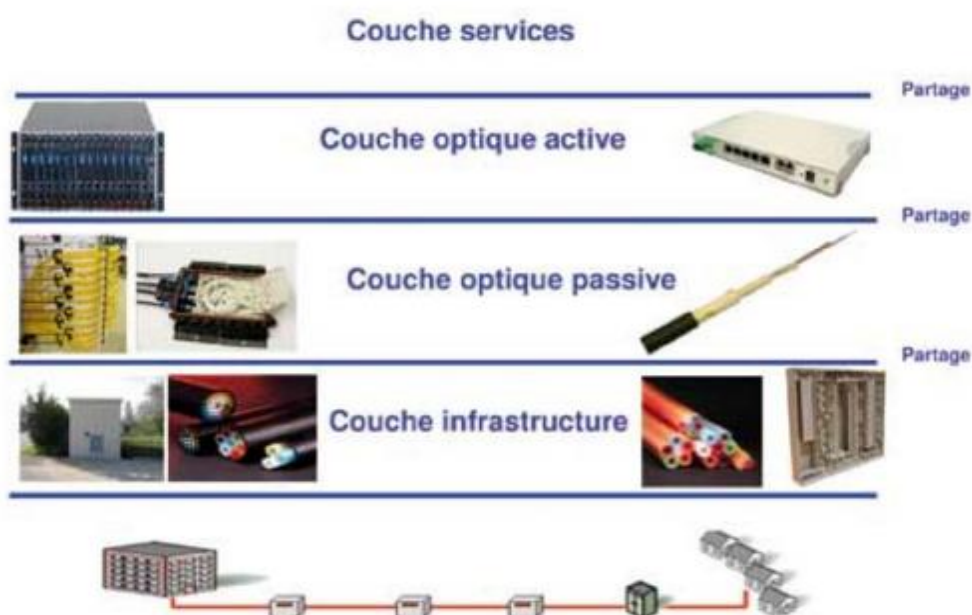 Couche services
Partage
Couche optique active
Partage
Couche optique passive
Partage
Couche infrastructure